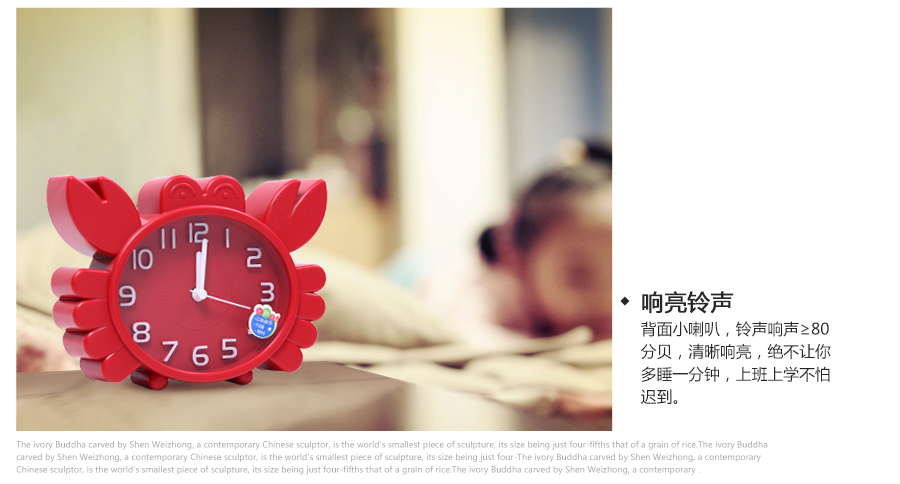 12
11
1
10
2
9
3
8
4
7
5
6
响亮铃声
背面小喇叭，铃声响声≥80
分贝，清晰响亮，绝不让你
多睡一分钟，上班上学不怕
迟到。
The ivory Buddha carved by Shen Weizhong, a contemporary Chinese sculptor, is the world's smallest piece of sculpture, its size being just four-fifths that of a grain of rice.The ivory Buddha
carved by Shen Weizhong, a contemporary Chinese sculptor, is the world's smallest piece of sculpture, its size being just four-The ivory Buddha carved by Shen Weizhong, a contemporary
Chinese sculptor, is the world's smallest piece of sculpture, its size being just four-fifths that of a grain of rice.The ivory Buddha carved by Shen Weizhong, a contemporary .